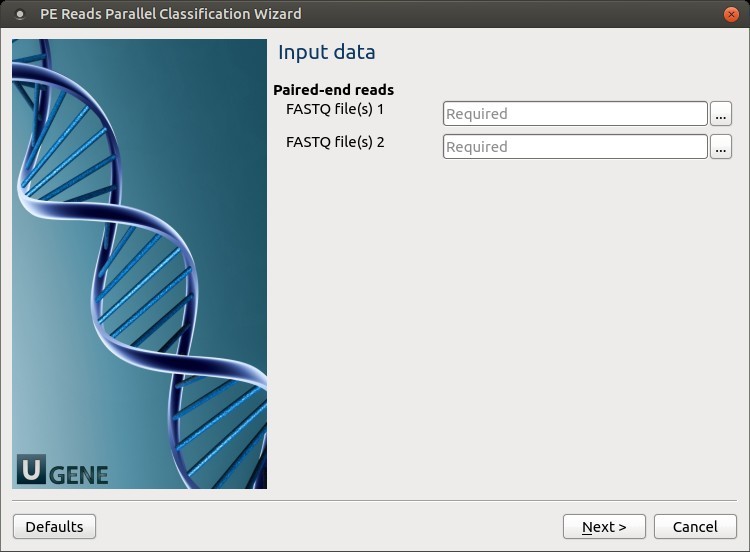 PE Reads Parallel Classification Wizard
Input data
Paired-end reads
FASTQ file(s) 1 Required ...
FASTQ file(s) 2 Required ...
UGENE
Defaults Next > Cancel